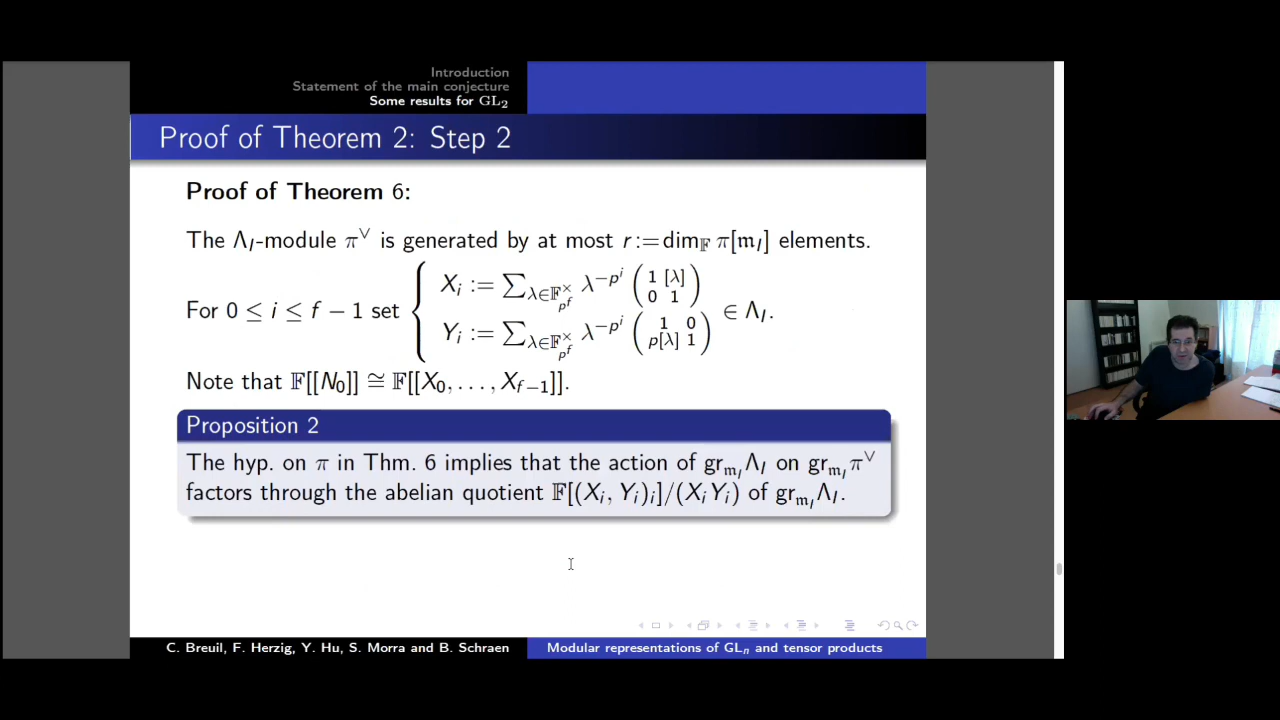 Introduction
Statement of the main conjecture
Some results for GL₂
Proof of Theorem 2: Step 2
Proof of Theorem 6:
The Λ_I-module π^∨ is generated by at most r := dim_𝔽 π[𝔪_I] elements.
For 0 ≤ i ≤ f − 1 set { X_i := ∑_{λ∈𝔽_{p^f}^×} λ^{−p^i} (1 [λ] / 0 1)
Y_i := ∑_{λ∈𝔽_{p^f}^×} λ^{−p^i} (1 0 / p[λ] 1) ∈ Λ_I.
Note that 𝔽[[N_0]] ≅ 𝔽[[X_0, . . . , X_{f−1}]].
Proposition 2
The hyp. on π in Thm. 6 implies that the action of gr_{𝔪_I}Λ_I on gr_{𝔪_I}π^∨
factors through the abelian quotient 𝔽[(X_i, Y_i)_i]/(X_iY_i) of gr_{𝔪_I}Λ_I.
C. Breuil, F. Herzig, Y. Hu, S. Morra and B. Schraen
Modular representations of GL_n and tensor products